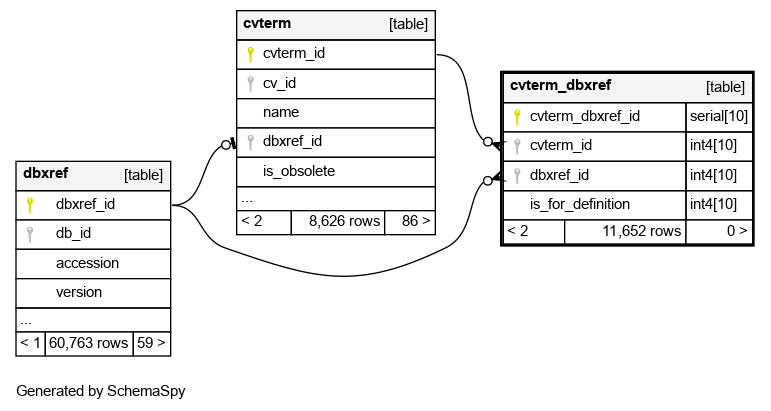 cvterm [table]
cvterm_id
cv_id
name
dbxref_id
is_obsolete
...
< 2 8,626 rows 86 >
cvterm_dbxref [table]
cvterm_dbxref_id serial[10]
cvterm_id int4[10]
dbxref_id int4[10]
is_for_definition int4[10]
< 2 11,652 rows 0 >
dbxref [table]
dbxref_id
db_id
accession
version
...
< 1 60,763 rows 59 >
Generated by SchemaSpy